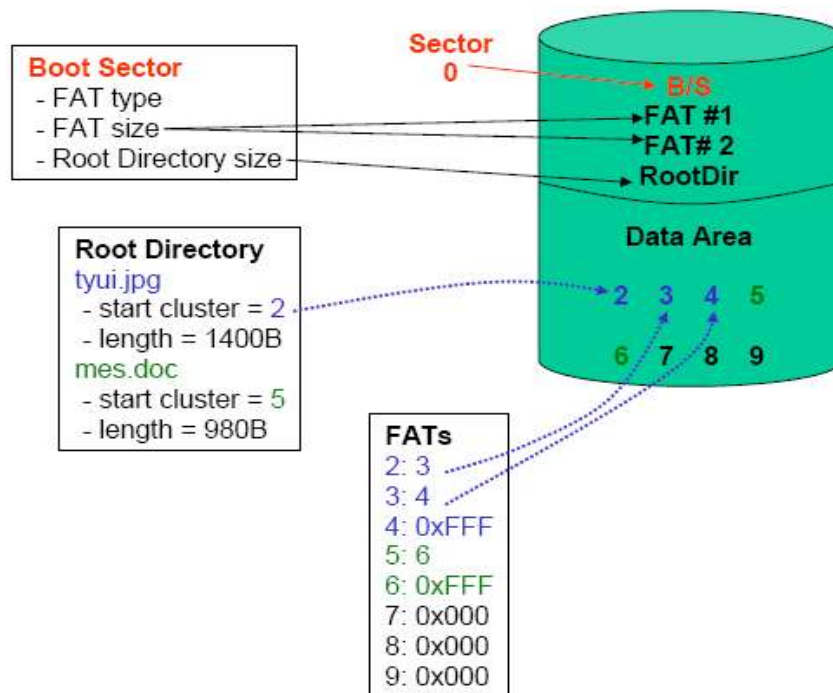 Boot Sector
- FAT type
- FAT size
- Root Directory size
Sector
0
B/S
FAT #1
FAT# 2
RootDir
Data Area
2 3 4 5
6 7 8 9
Root Directory
tyui.jpg
- start cluster = 2
- length = 1400B
mes.doc
- start cluster = 5
- length = 980B
FATs
2: 3
3: 4
4: 0xFFF
5: 6
6: 0xFFF
7: 0x000
8: 0x000
9: 0x000